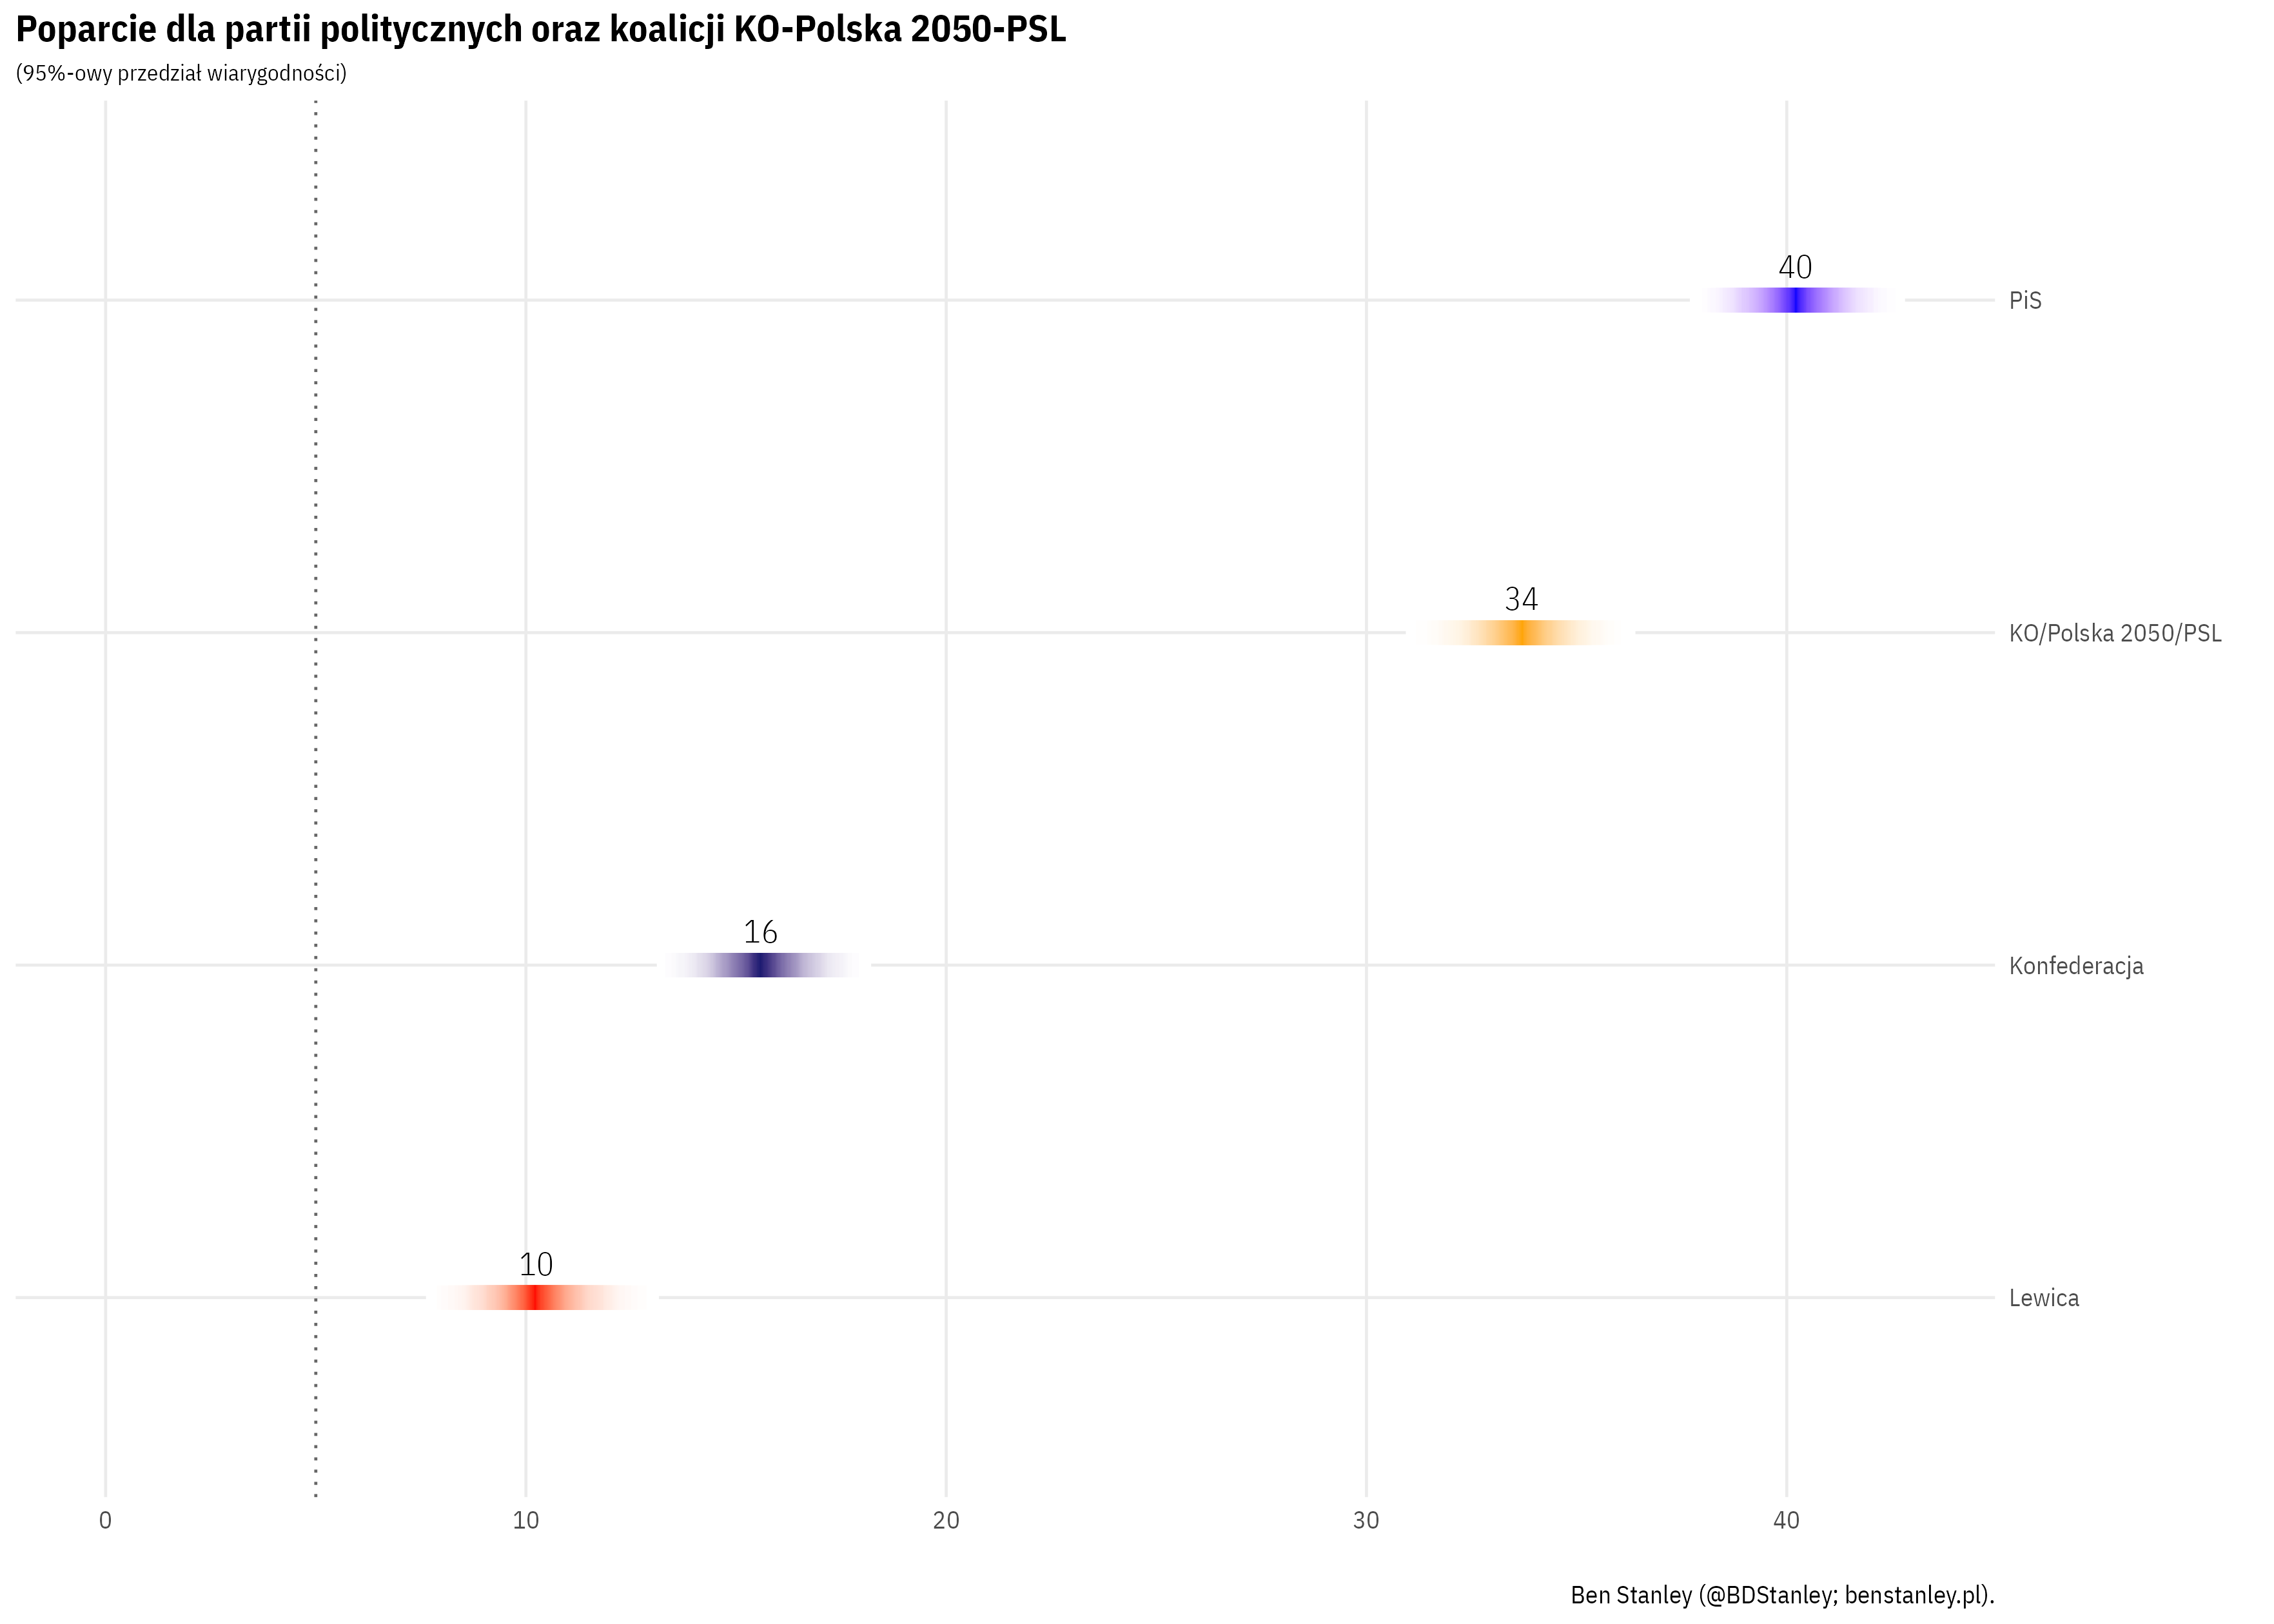 Poparcie dla partii politycznych oraz koalicji KO-Polska 2050-PSL
(95%-owy przedział wiarygodności)
40
PiS
34
KO/Polska 2050/PSL
16
Konfederacja
10
Lewica
0 10 20 30 40
Ben Stanley (@BDStanley; benstanley.pl).